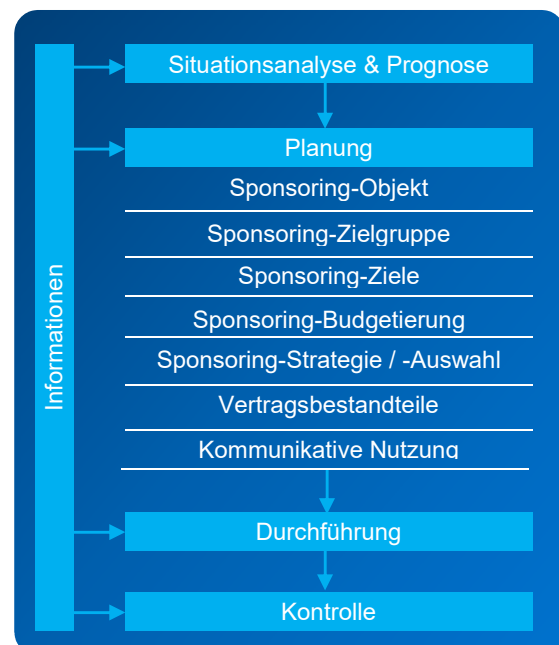 Situationsanalyse & Prognose
Planung
Sponsoring-Objekt
Sponsoring-Zielgruppe
Sponsoring-Ziele
Sponsoring-Budgetierung
Sponsoring-Strategie / -Auswahl
Vertragsbestandteile
Kommunikative Nutzung
Durchführung
Kontrolle
Informationen